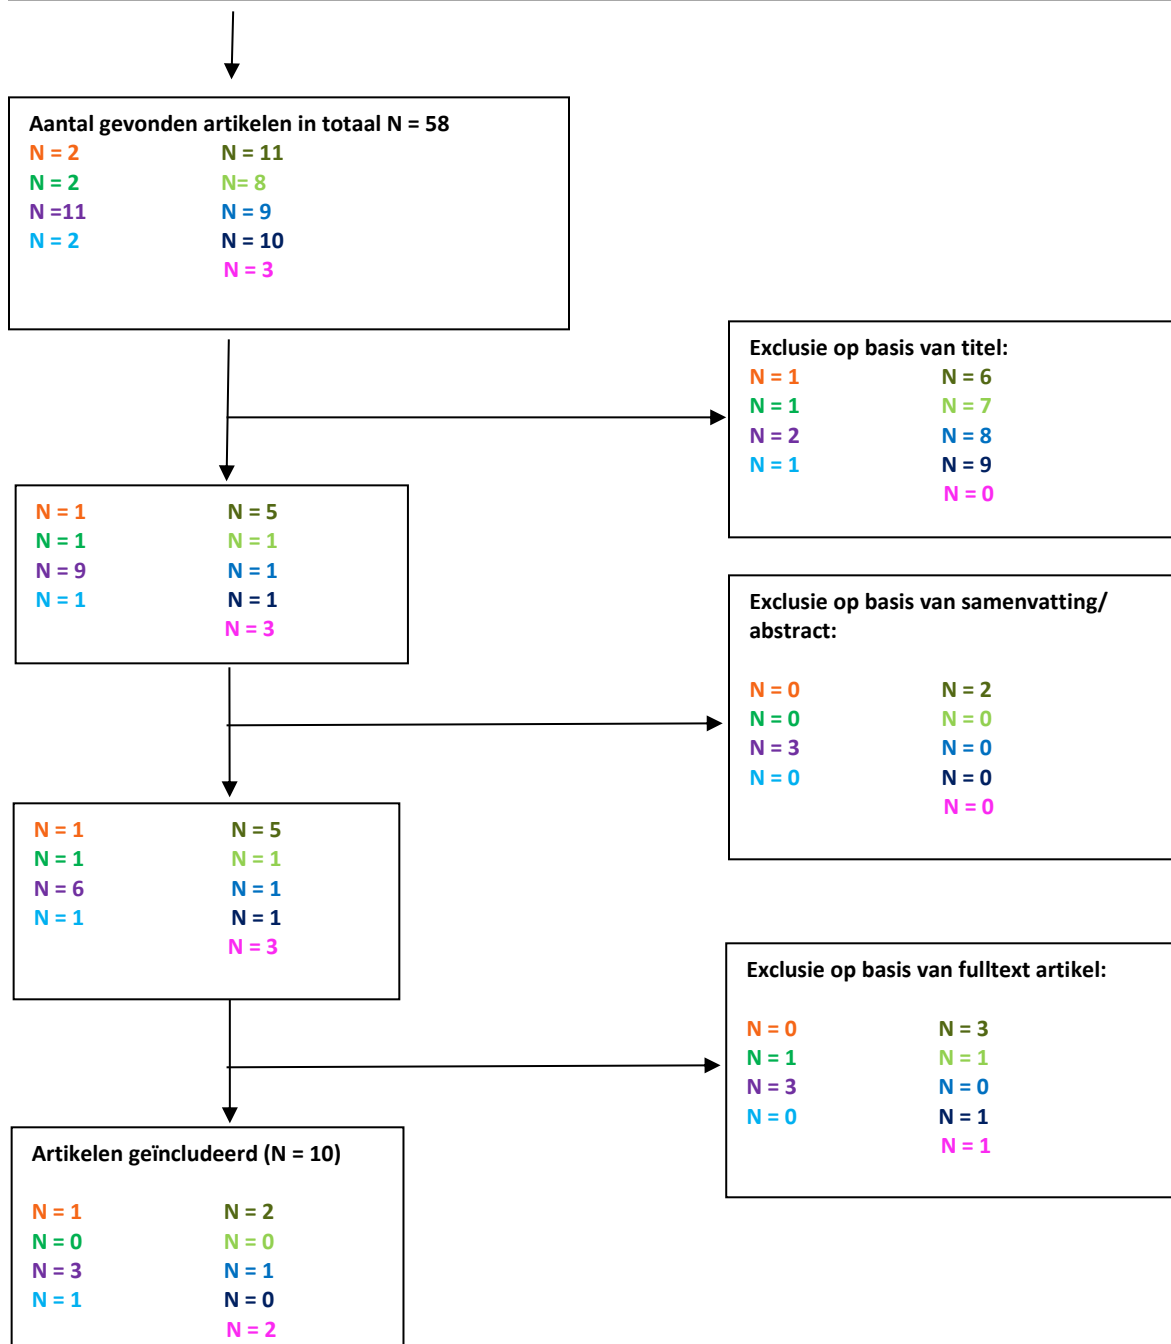 Aantal gevonden artikelen in totaal N = 58
N = 2 N = 11
N = 2 N= 8
N =11 N = 9
N = 2 N = 10
N = 3
Exclusie op basis van titel:
N = 1 N = 6
N = 1 N = 7
N = 2 N = 8
N = 1 N = 9
N = 0
N = 1 N = 5
N = 1 N = 1
N = 9 N = 1
N = 1 N = 1
N = 3
Exclusie op basis van samenvatting/
abstract:
N = 0 N = 2
N = 0 N = 0
N = 3 N = 0
N = 0 N = 0
N = 0
N = 1 N = 5
N = 1 N = 1
N = 6 N = 1
N = 1 N = 1
N = 3
Exclusie op basis van fulltext artikel:
N = 0 N = 3
N = 1 N = 1
N = 3 N = 0
N = 0 N = 1
N = 1
Artikelen geïncludeerd (N = 10)
N = 1 N = 2
N = 0 N = 0
N = 3 N = 1
N = 1 N = 0
N = 2